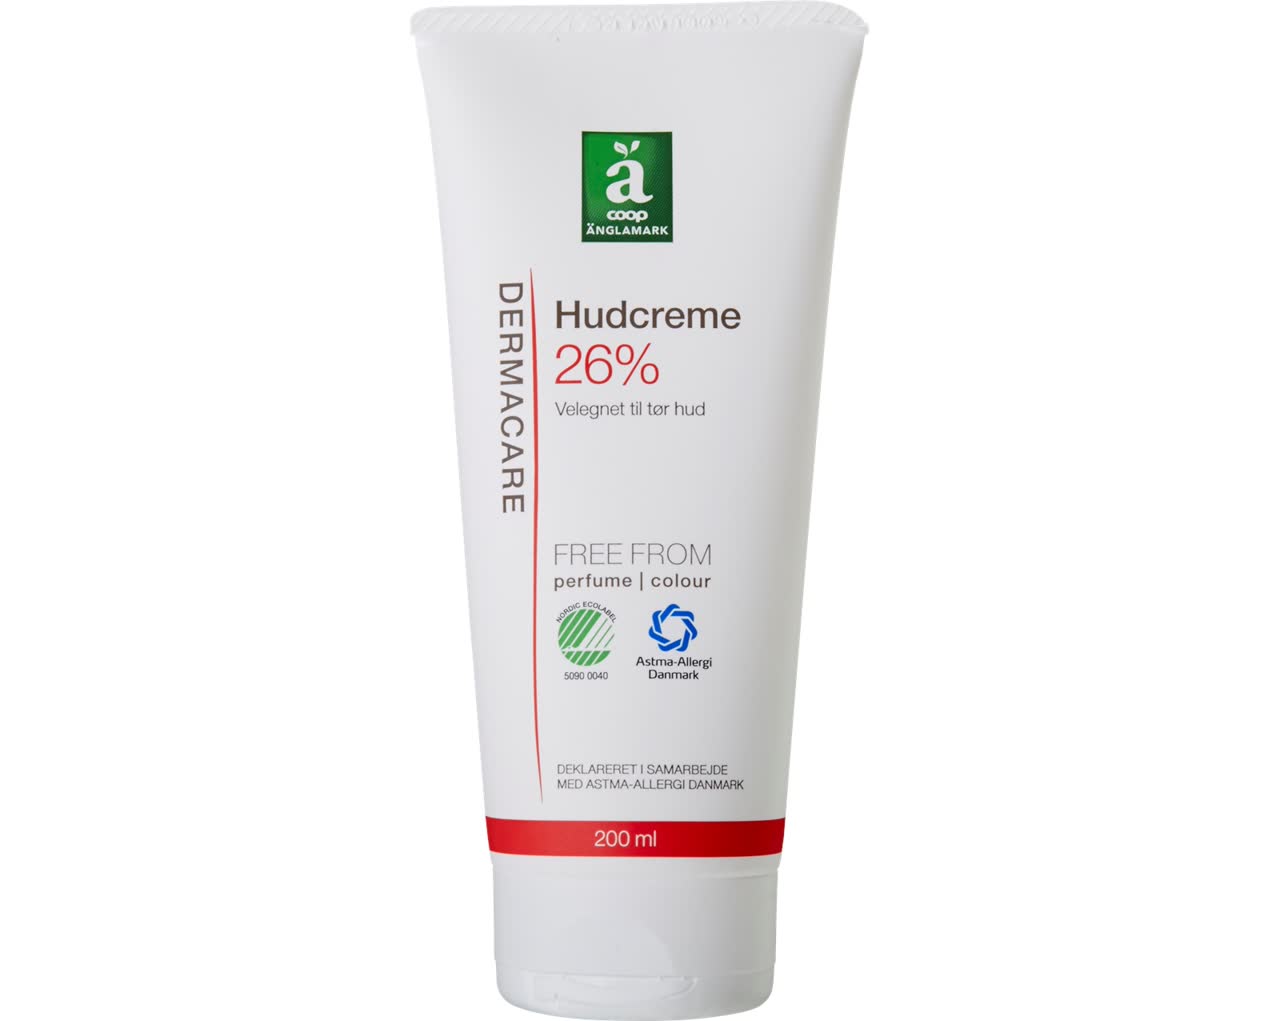 å
coop
ÄNGLAMARK
DERMACARE
Hudcreme
26%
Velegnet til tør hud
FREE FROM
perfume | colour
NORDIC ECOLABEL
5090 0040
Astma-Allergi
Danmark
DEKLARERET I SAMARBEJDE
MED ASTMA-ALLERGI DANMARK
200 ml